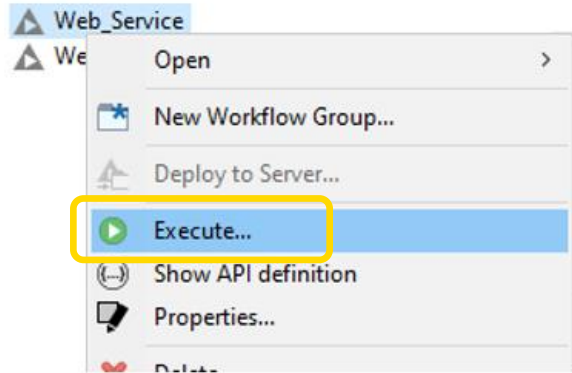 Web_Service
We
Open
New Workflow Group...
Deploy to Server...
Execute...
Show API definition
Properties...